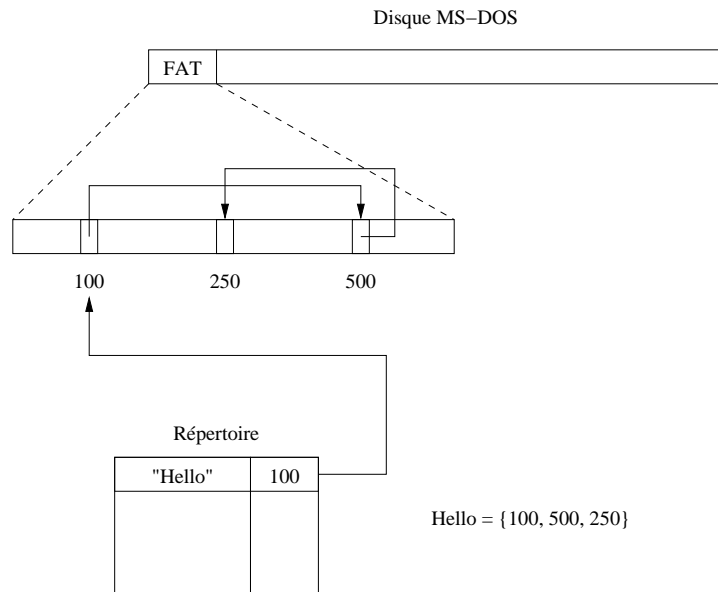 Disque MS−DOS
FAT
100 250 500
Répertoire
"Hello" 100
Hello = {100, 500, 250}